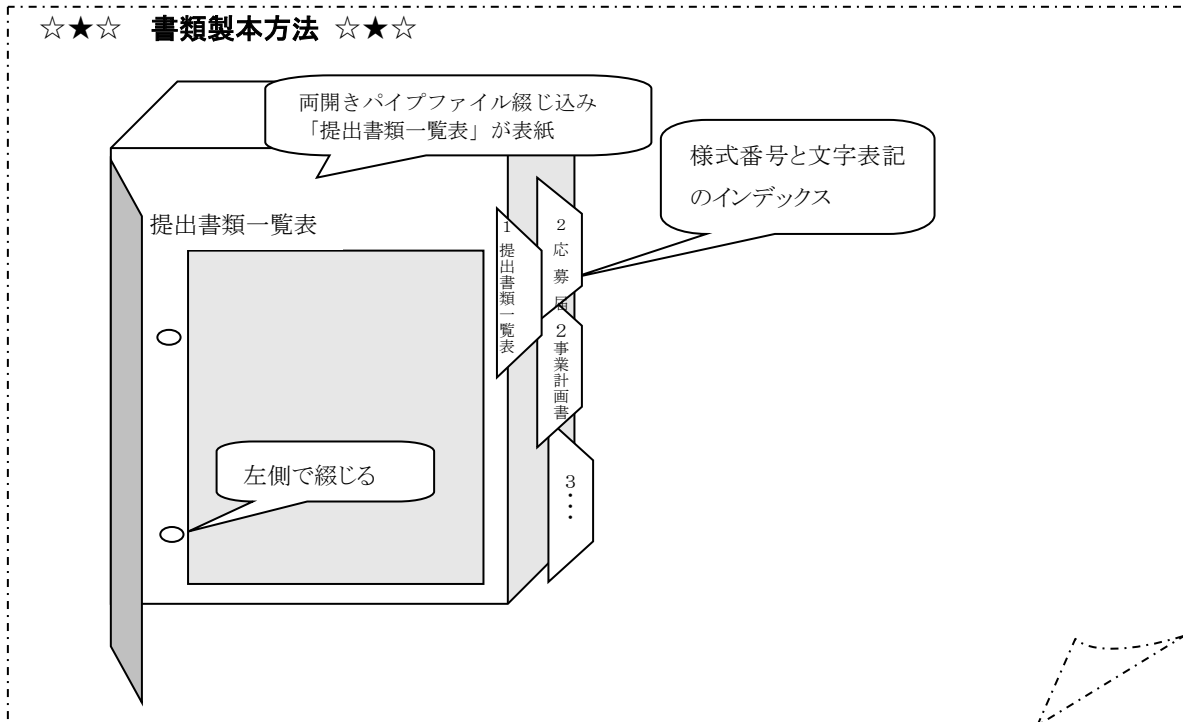 ☆★☆　書類製本方法 ☆★☆
両開きパイプファイル綴じ込み
「提出書類一覧表」が表紙
様式番号と文字表記
のインデックス
提出書類一覧表
1提出書類一覧表
2応募届
2事業計画書
3・・・
左側で綴じる